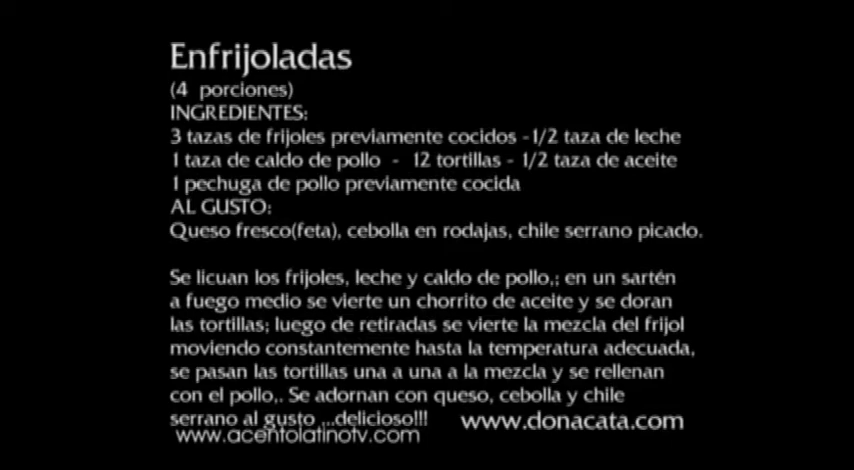 Enfrijoladas
(4 porciones)
INGREDIENTES:
3 tazas de frijoles previamente cocidos -1/2 taza de leche
1 taza de caldo de pollo - 12 tortillas - 1/2 taza de aceite
1 pechuga de pollo previamente cocida
AL GUSTO:
Queso fresco(feta), cebolla en rodajas, chile serrano picado.
Se licuan los frijoles, leche y caldo de pollo,; en un sartén
a fuego medio se vierte un chorrito de aceite y se doran
las tortillas; luego de retiradas se vierte la mezcla del frijol
moviendo constantemente hasta la temperatura adecuada,
se pasan las tortillas una a una a la mezcla y se rellenan
con el pollo,. Se adornan con queso, cebolla y chile
serrano al gusto ...delicioso!!! www.donacata.com
www.acentolatinotv.com